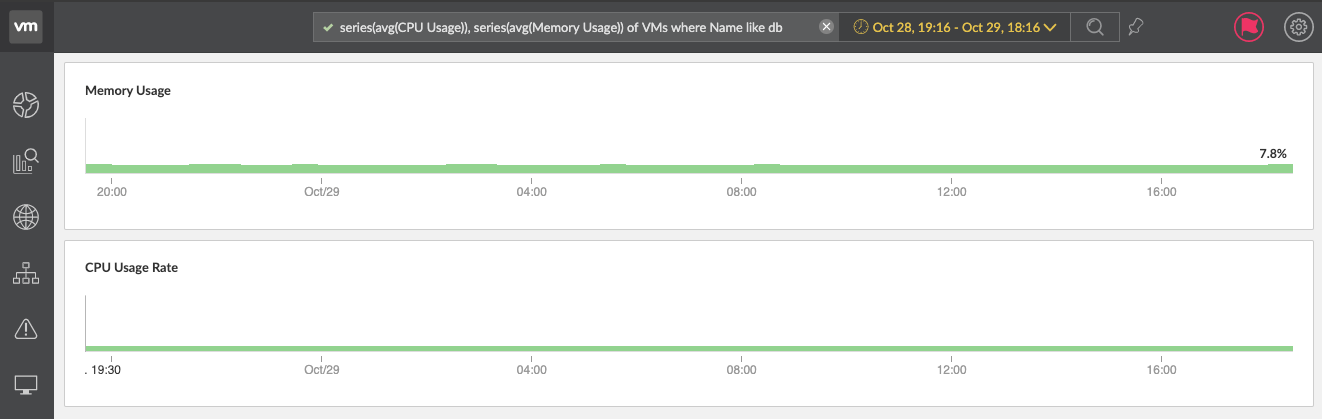 vm
series(avg(CPU Usage)), series(avg(Memory Usage)) of VMs where Name like db
Oct 28, 19:16 - Oct 29, 18:16
Memory Usage
7.8%
20:00 Oct/29 04:00 08:00 12:00 16:00
CPU Usage Rate
. 19:30 Oct/29 04:00 08:00 12:00 16:00